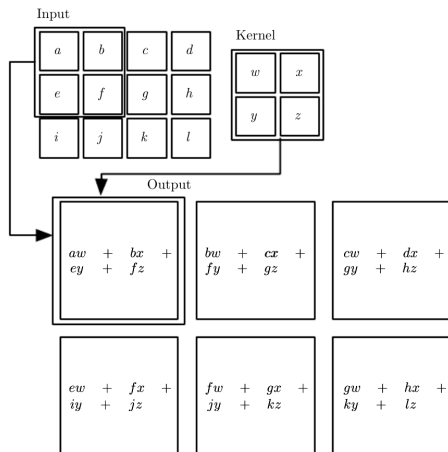 Input
a b c d
Kernel
w x
e f g h
y z
i j k l
Output
aw + bx +
ey + fz
bw + cx +
fy + gz
cw + dx +
gy + hz
ew + fx +
iy + jz
fw + gx +
jy + kz
gw + hx +
ky + lz